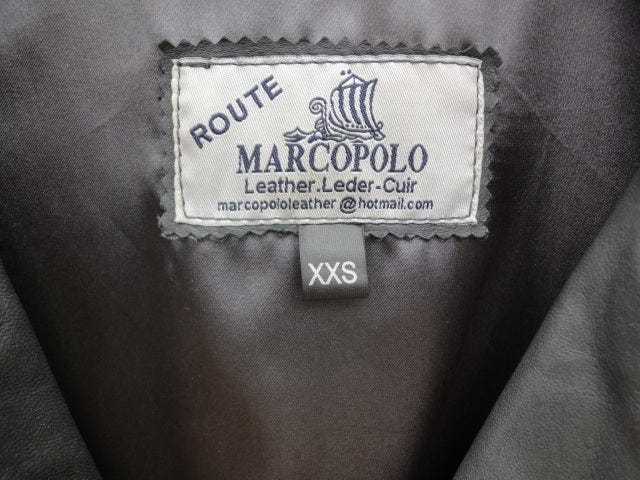 ROUTE
MARCOPOLO
Leather.Leder-Cuir
marcopololeather@hotmail.com
XXS